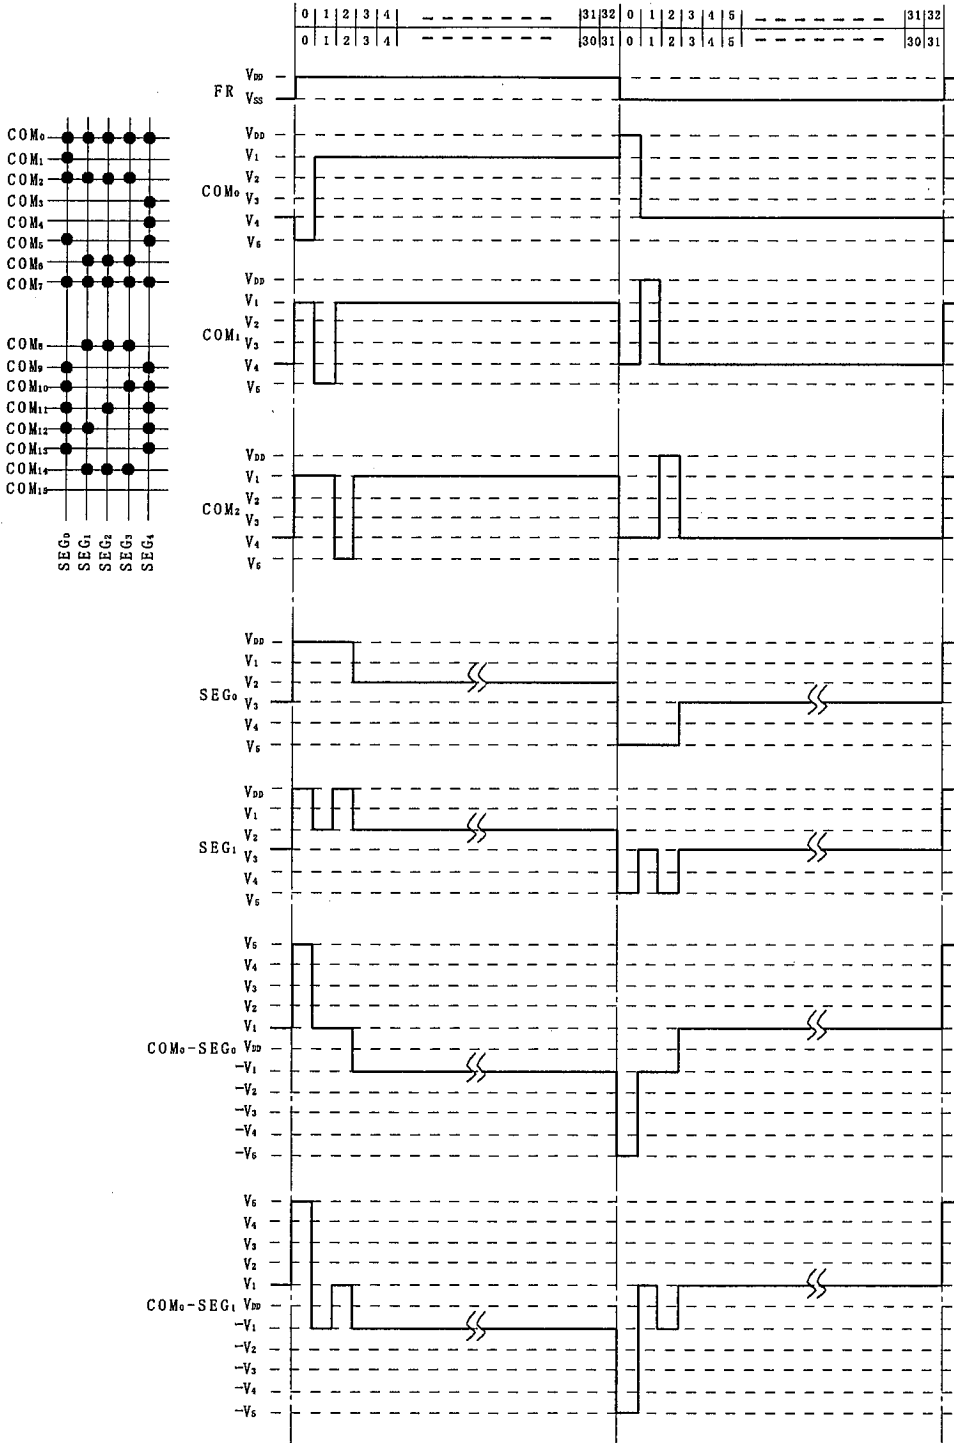 0 1 2 3 4 31 32 0 1 2 3 4 5 31 32
0 1 2 3 4 30 31 0 1 2 3 4 5 30 31
FR
VDD
VSS
COM0
COM1
COM2
COM3
COM4
COM5
COM6
COM7
COM8
COM9
COM10
COM11
COM12
COM13
COM14
COM15
SEG0
SEG1
SEG2
SEG3
SEG4
COM0
VDD
V1
V2
V3
V4
V5
COM1
VDD
V1
V2
V3
V4
V5
COM2
VDD
V1
V2
V3
V4
V5
SEG0
VDD
V1
V2
V3
V4
V5
SEG1
VDD
V1
V2
V3
V4
V5
COM0-SEG0
V5
V4
V3
V2
V1
VDD
-V1
-V2
-V3
-V4
-V5
COM0-SEG1
V5
V4
V3
V2
V1
VDD
-V1
-V2
-V3
-V4
-V5